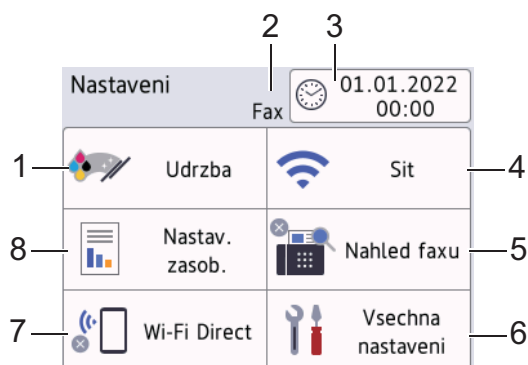 2
3
Nastaveni
Fax
01.01.2022
00:00
1
Udrzba
Sit
4
8
Nastav.
zasob.
Nahled faxu
5
7
Wi-Fi Direct
Vsechna
nastaveni
6